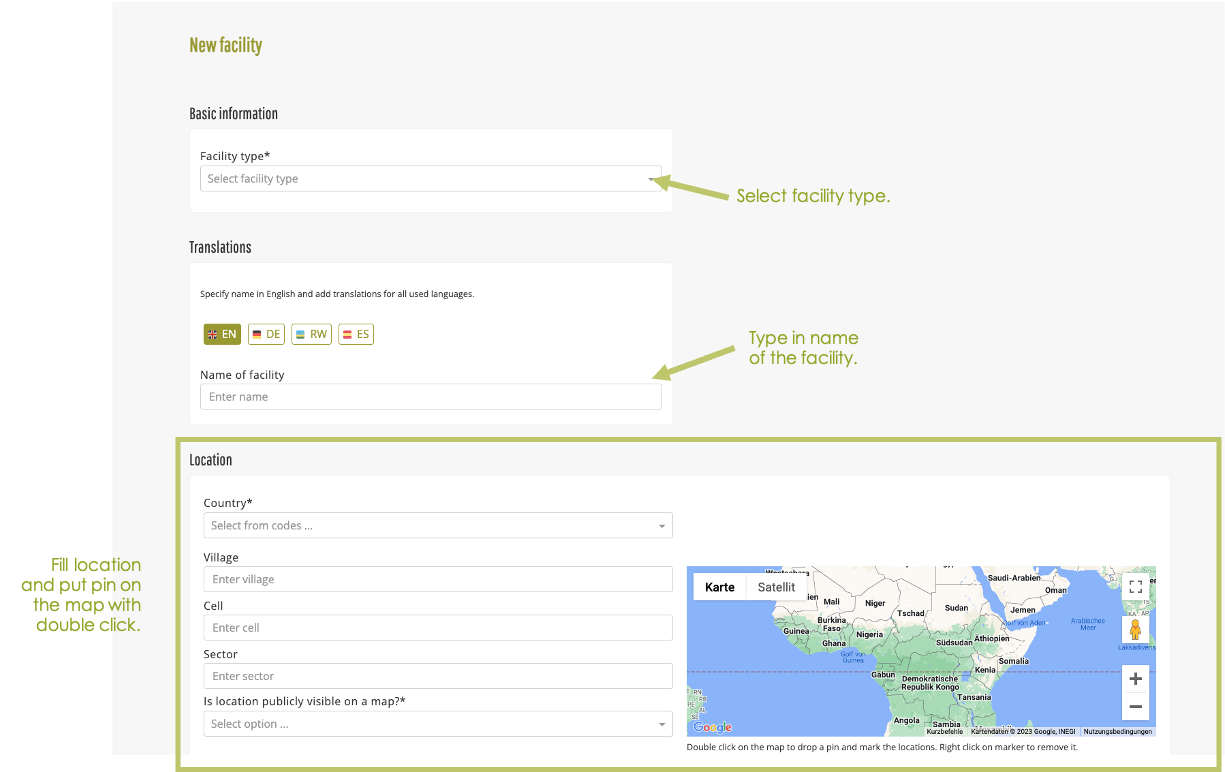 New facility
Basic information
Facility type*
Select facility type
Select facility type.
Translations
Specify name in English and add translations for all used languages.
EN DE RW ES
Type in name
of the facility.
Name of facility
Enter name
Location
Country*
Select from codes ...
Village
Enter village
Cell
Enter cell
Sector
Enter sector
Is location publicly visible on a map?*
Select option ...
Fill location
and put pin on
the map with
double click.
Karte Satellit
Saudi-Arabien
Oman
Mali
Niger
Tschad
Sudan
Jemen
Burkina
Faso
Golf von Aden
Arabisches
Meer
Guinea
Ghana
Nigeria
Südsudan
Äthiopien
Lakkadivens
Golf von
Guinea
Somalia
Gabun
Kenia
Demokratische
Republik Kongo
Tansania
Angola
Sambia
Google
Kurzbefehle Kartendaten © 2023 Google, INEGI Nutzungsbedingungen
Double click on the map to drop a pin and mark the locations. Right click on marker to remove it.